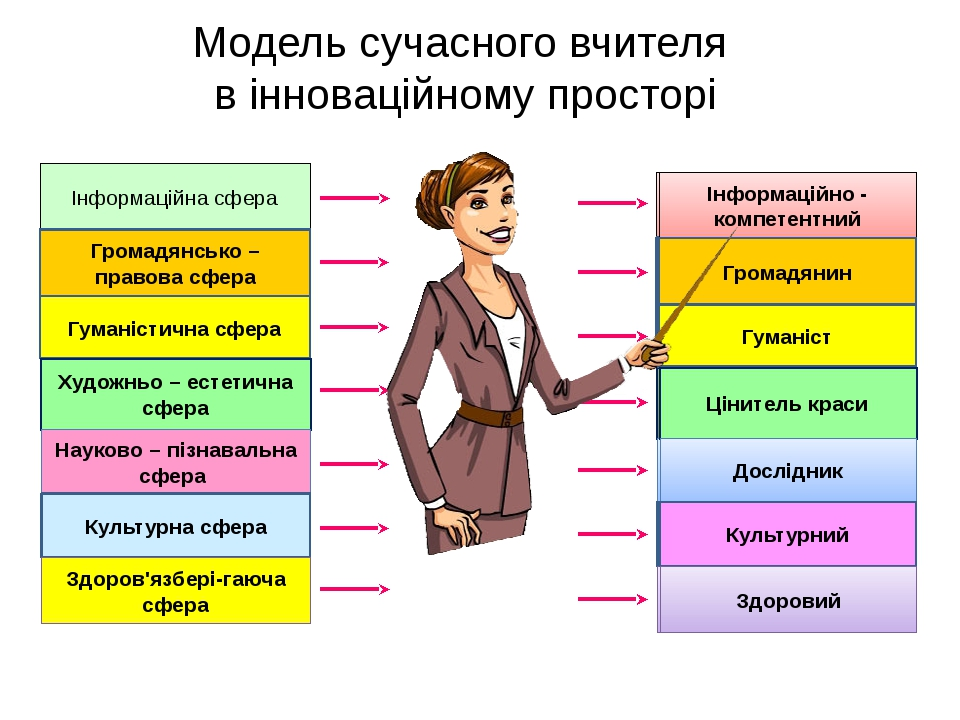 Модель сучасного вчителя
в інноваційному просторі
Інформаційна сфера
Громадянсько –
правова сфера
Гуманістична сфера
Художньо – естетична
сфера
Науково – пізнавальна
сфера
Культурна сфера
Здоров'язбері-гаюча
сфера
Інформаційно -
компетентний
Громадянин
Гуманіст
Цінитель краси
Дослідник
Культурний
Здоровий